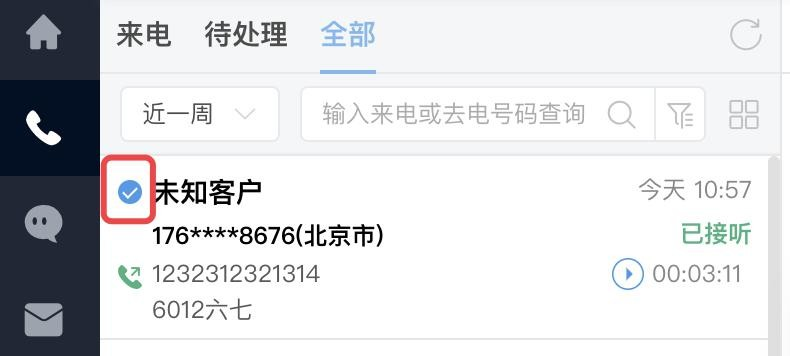 来电 待处理 全部
近一周 输入来电或去电号码查询
未知客户 今天 10:57
176****8676(北京市) 已接听
1232312321314 00:03:11
6012六七